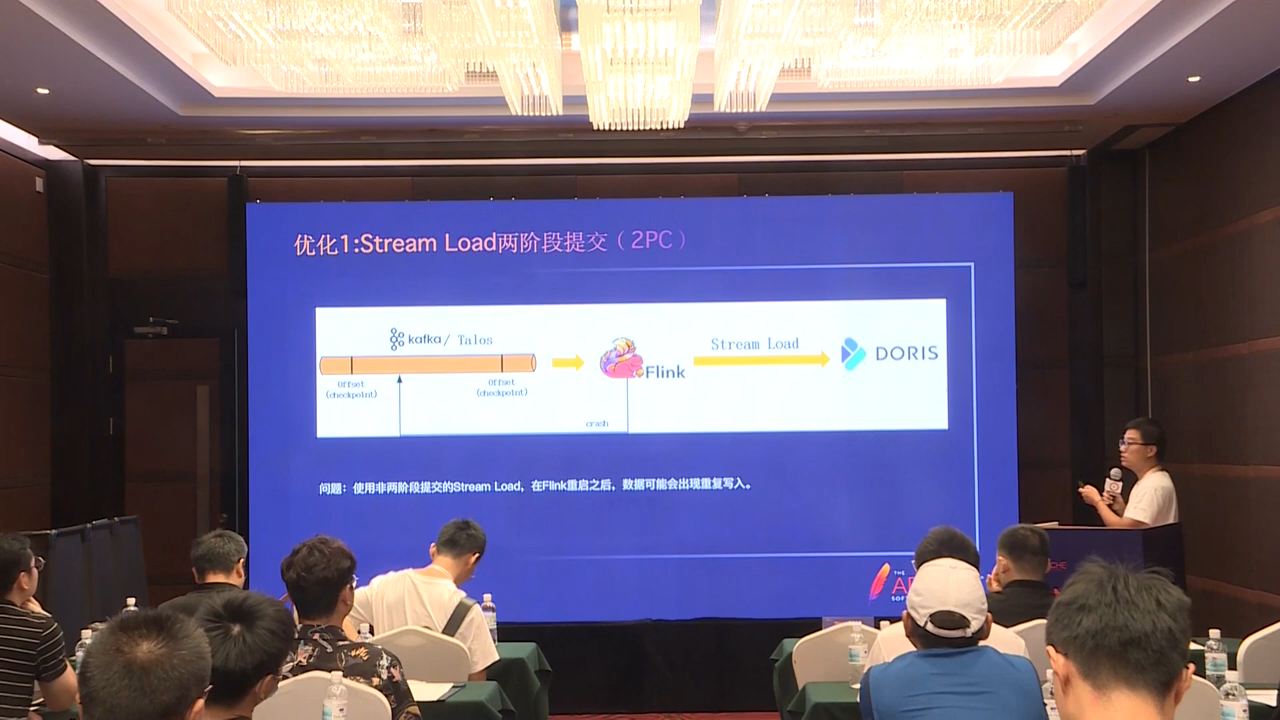 优化1:Stream Load两阶段提交（2PC）
kafka / Talos
Offset
(checkpoint)
Offset
(checkpoint)
crash
Flink
Stream Load
DORIS
问题：使用非两阶段提交的Stream Load，在Flink重启之后，数据可能会出现重复写入。
THE